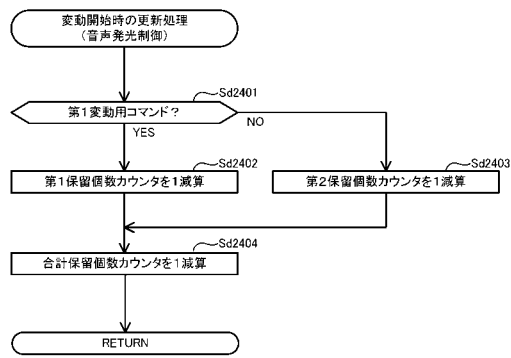 変動開始時の更新処理
(音声発光制御)
Sd2401
第1変動用コマンド?
YES
NO
Sd2402
第1保留個数カウンタを1減算
Sd2403
第2保留個数カウンタを1減算
Sd2404
合計保留個数カウンタを1減算
RETURN